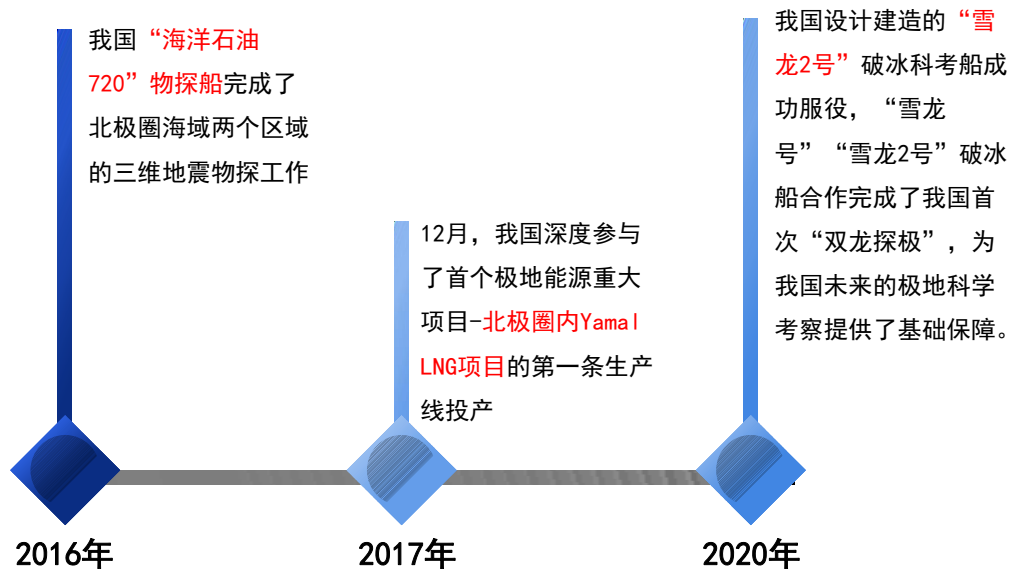 我国“海洋石油
720”物探船完成了
北极圈海域两个区域
的三维地震物探工作
2016年
12月，我国深度参与
了首个极地能源重大
项目-北极圈内Yamal
LNG项目的第一条生产
线投产
2017年
我国设计建造的“雪
龙2号”破冰科考船成
功服役，“雪龙
号”“雪龙2号”破冰
船合作完成了我国首
次“双龙探极”，为
我国未来的极地科学
考察提供了基础保障。
2020年